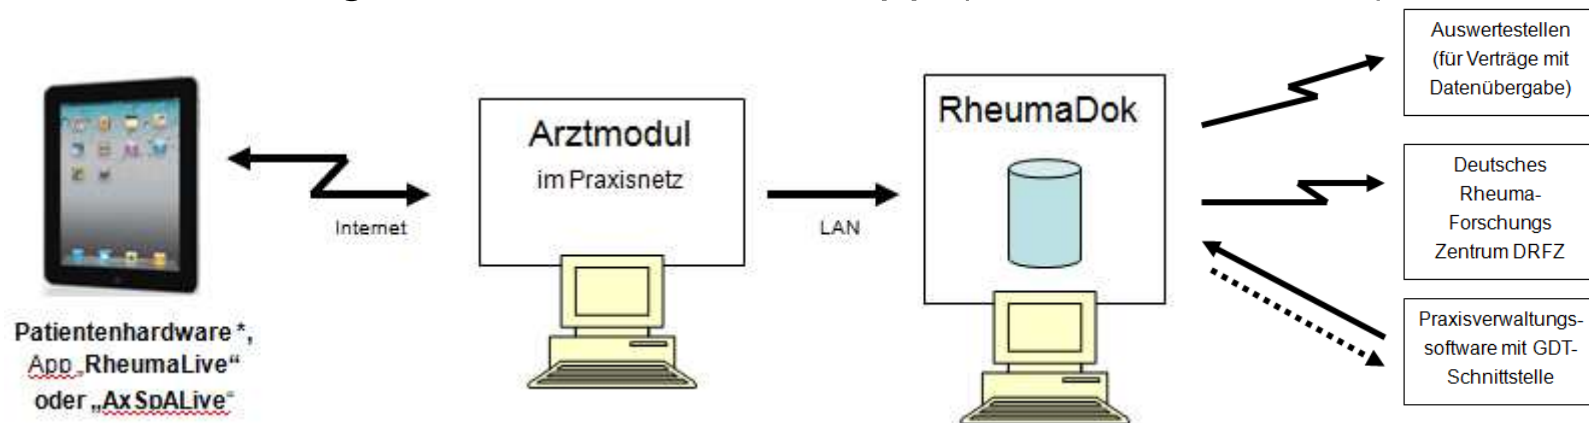 Patientenhardware *,
App „RheumaLive“
oder „AxSpALive“
Internet
Arztmodul
im Praxisnetz
LAN
RheumaDok
Auswertestellen
(für Verträge mit
Datenübergabe)
Deutsches
Rheuma-
Forschungs
Zentrum DRFZ
Praxisverwaltungs-
software mit GDT-
Schnittstelle